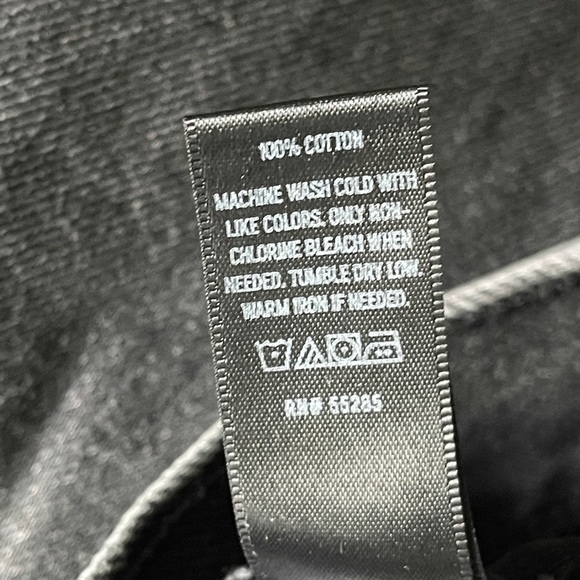 100% COTTON
MACHINE WASH COLD WITH
LIKE COLORS. ONLY NON-
CHLORINE BLEACH WHEN
NEEDED. TUMBLE DRY LOW.
WARM IRON IF NEEDED.
RN# 55285